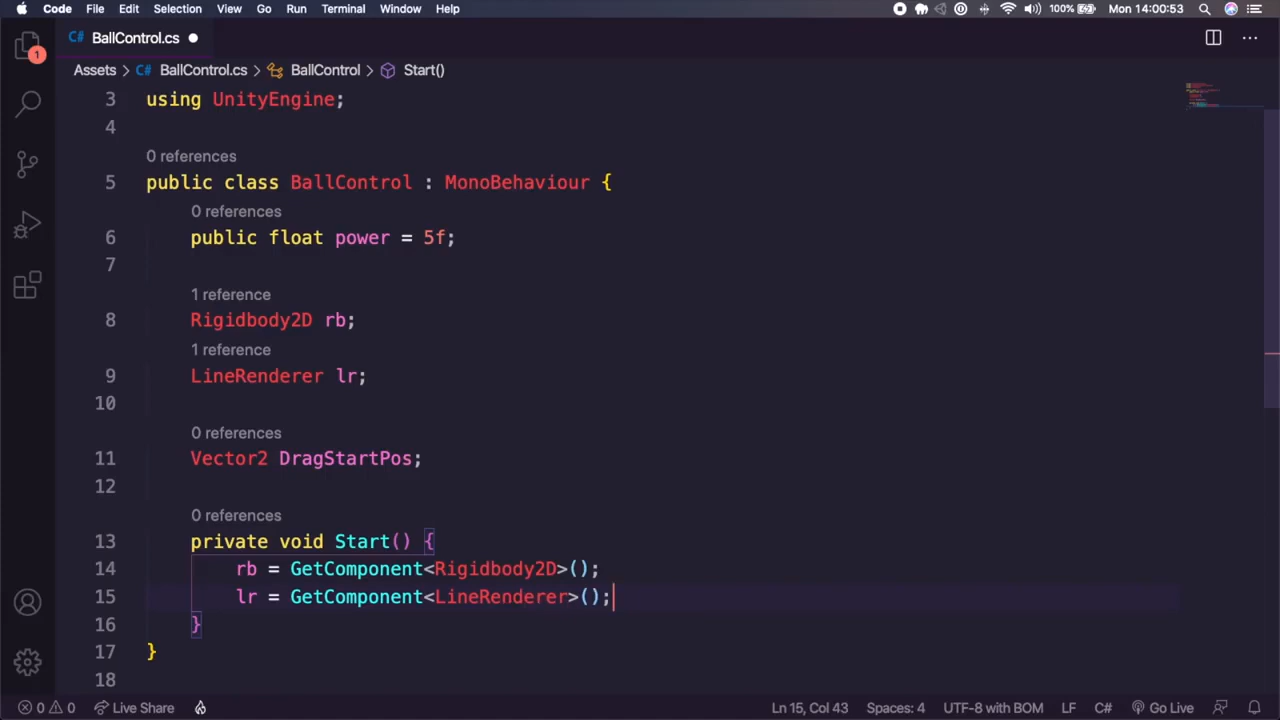 Code File Edit Selection View Go Run Terminal Window Help 100% Mon 14:00:53
C# BallControl.cs
Assets > C# BallControl.cs > BallControl > Start()
1
3 using UnityEngine;
4
0 references
5 public class BallControl : MonoBehaviour {
0 references
6 public float power = 5f;
7
1 reference
8 Rigidbody2D rb;
1 reference
9 LineRenderer lr;
10
0 references
11 Vector2 DragStartPos;
12
0 references
13 private void Start() {
14 rb = GetComponent<Rigidbody2D>();
15 lr = GetComponent<LineRenderer>();
16 }
17 }
18
0 0 Live Share Ln 15, Col 43 Spaces: 4 UTF-8 with BOM LF C# Go Live